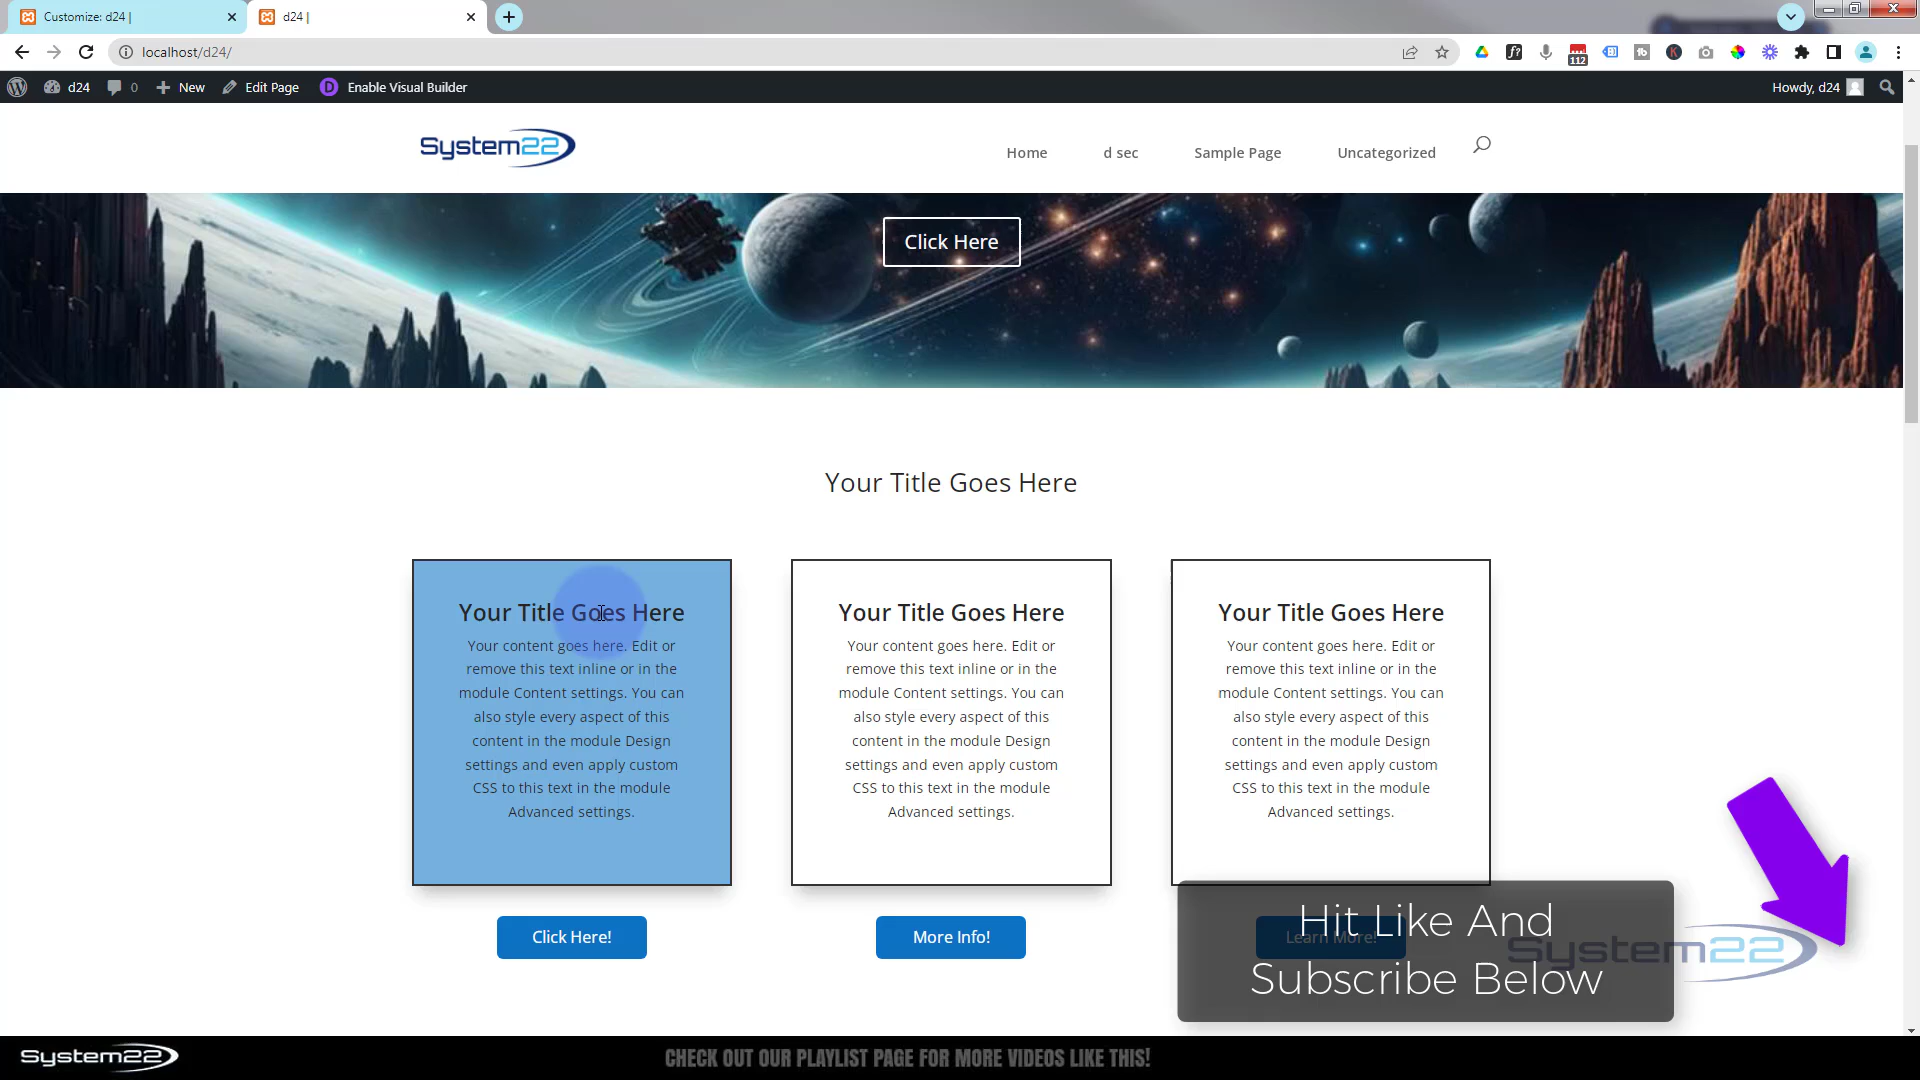 Customize: d24 |
d24 |
localhost/d24/
112
d24
0
New
Edit Page
Enable Visual Builder
Howdy, d24
System22
Home
d sec
Sample Page
Uncategorized
Click Here
Your Title Goes Here
Your Title Goes Here
Your content goes here. Edit or
remove this text inline or in the
module Content settings. You can
also style every aspect of this
content in the module Design
settings and even apply custom
CSS to this text in the module
Advanced settings.
Click Here!
Your Title Goes Here
Your content goes here. Edit or
remove this text inline or in the
module Content settings. You can
also style every aspect of this
content in the module Design
settings and even apply custom
CSS to this text in the module
Advanced settings.
More Info!
Your Title Goes Here
Your content goes here. Edit or
remove this text inline or in the
module Content settings. You can
also style every aspect of this
content in the module Design
settings and even apply custom
CSS to this text in the module
Advanced settings.
Learn More!
Hit Like And
Subscribe Below
System22
System22
CHECK OUT OUR PLAYLIST PAGE FOR MORE VIDEOS LIKE THIS!